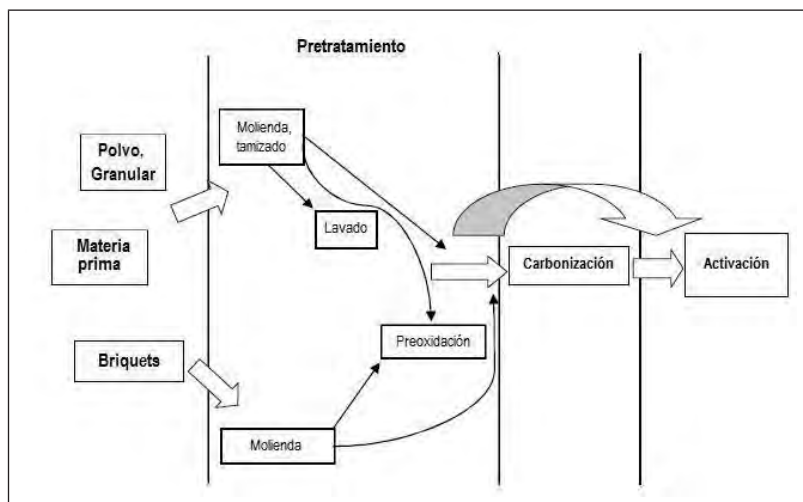 Pretratamiento
Molienda,
tamizado
Polvo,
Granular
Lavado
Materia
prima
Carbonización
Activación
Preoxidación
Briquets
Molienda